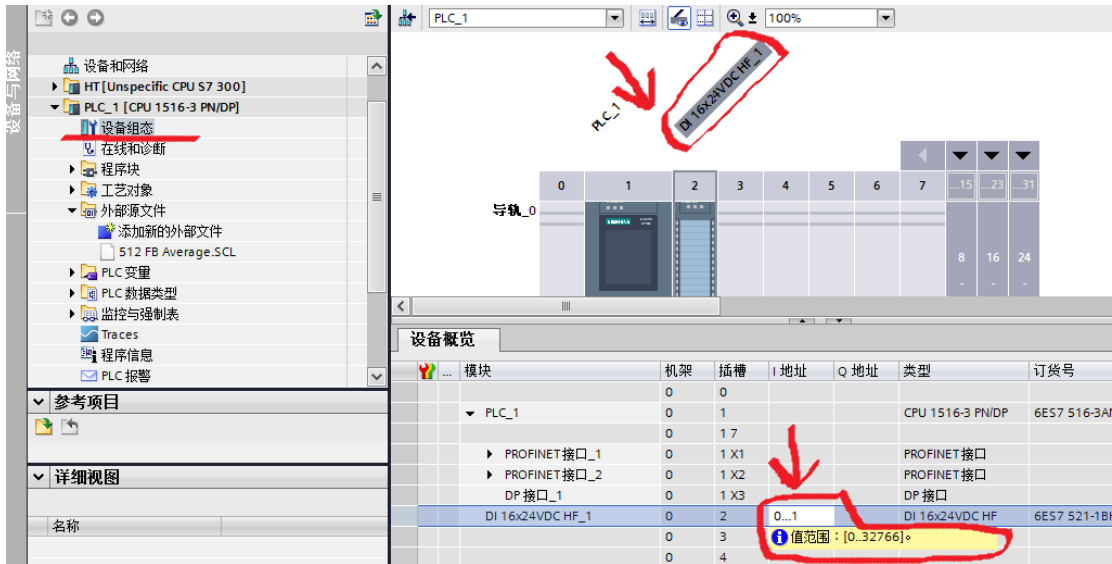 PLC_1
100%
设备与网络
设备和网络
HT [Unspecific CPU S7 300]
PLC_1 [CPU 1516-3 PN/DP]
设备组态
在线和诊断
程序块
工艺对象
外部源文件
添加新的外部文件
512 FB Average.SCL
PLC 变量
PLC 数据类型
监控与强制表
Traces
程序信息
PLC 报警
参考项目
详细视图
名称
PLC_1
DI 16x24VDC HF_1
0 1 2 3 4 5 6 7 ...15 ...23 ...31
导轨_0
SIEMENS
8 16 24
- - -
设备概览
... 模块 机架 插槽 I 地址 Q 地址 类型 订货号
0 0
PLC_1 0 1 CPU 1516-3 PN/DP 6ES7 516-3A
0 1 7
PROFINET接口_1 0 1 X1 PROFINET接口
PROFINET接口_2 0 1 X2 PROFINET接口
DP 接口_1 0 1 X3 DP 接口
DI 16x24VDC HF_1 0 2 0...1 DI 16x24VDC HF 6ES7 521-1B
0 3 值范围：[0..32766]。
0 4